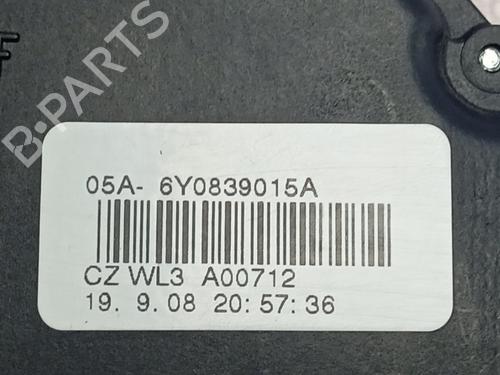 B-PARTS
05A- 6Y0839015A
CZ WL3 A00712
19. 9.08 20:57:36